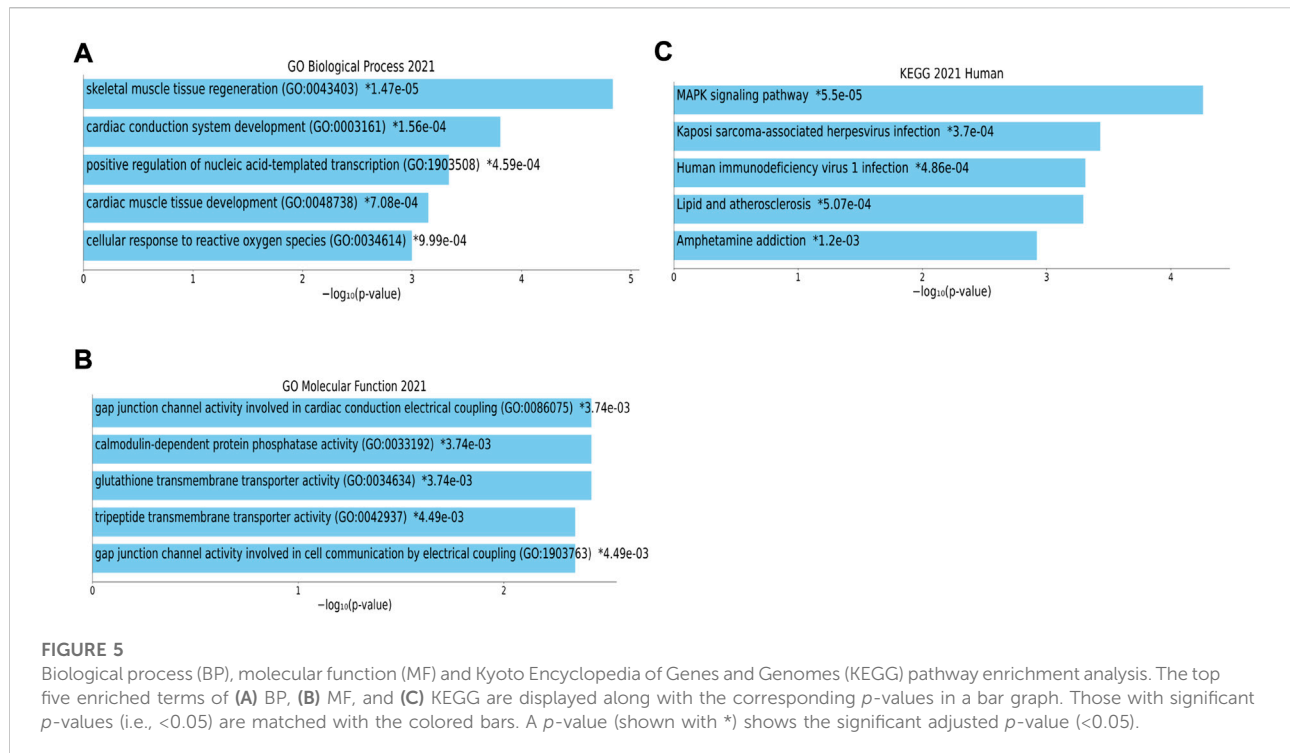 A
GO Biological Process 2021
skeletal muscle tissue regeneration (GO:0043403) *1.47e-05
cardiac conduction system development (GO:0003161) *1.56e-04
positive regulation of nucleic acid-templated transcription (GO:1903508) *4.59e-04
cardiac muscle tissue development (GO:0048738) *7.08e-04
cellular response to reactive oxygen species (GO:0034614) *9.99e-04
0 1 2 3 4 5
−log₁₀(p-value)
C
KEGG 2021 Human
MAPK signaling pathway *5.5e-05
Kaposi sarcoma-associated herpesvirus infection *3.7e-04
Human immunodeficiency virus 1 infection *4.86e-04
Lipid and atherosclerosis *5.07e-04
Amphetamine addiction *1.2e-03
0 1 2 3 4
−log₁₀(p-value)
B
GO Molecular Function 2021
gap junction channel activity involved in cardiac conduction electrical coupling (GO:0086075) *3.74e-03
calmodulin-dependent protein phosphatase activity (GO:0033192) *3.74e-03
glutathione transmembrane transporter activity (GO:0034634) *3.74e-03
tripeptide transmembrane transporter activity (GO:0042937) *4.49e-03
gap junction channel activity involved in cell communication by electrical coupling (GO:1903763) *4.49e-03
0 1 2
−log₁₀(p-value)
FIGURE 5
Biological process (BP), molecular function (MF) and Kyoto Encyclopedia of Genes and Genomes (KEGG) pathway enrichment analysis. The top
five enriched terms of (A) BP, (B) MF, and (C) KEGG are displayed along with the corresponding p-values in a bar graph. Those with significant
p-values (i.e., <0.05) are matched with the colored bars. A p-value (shown with *) shows the significant adjusted p-value (<0.05).